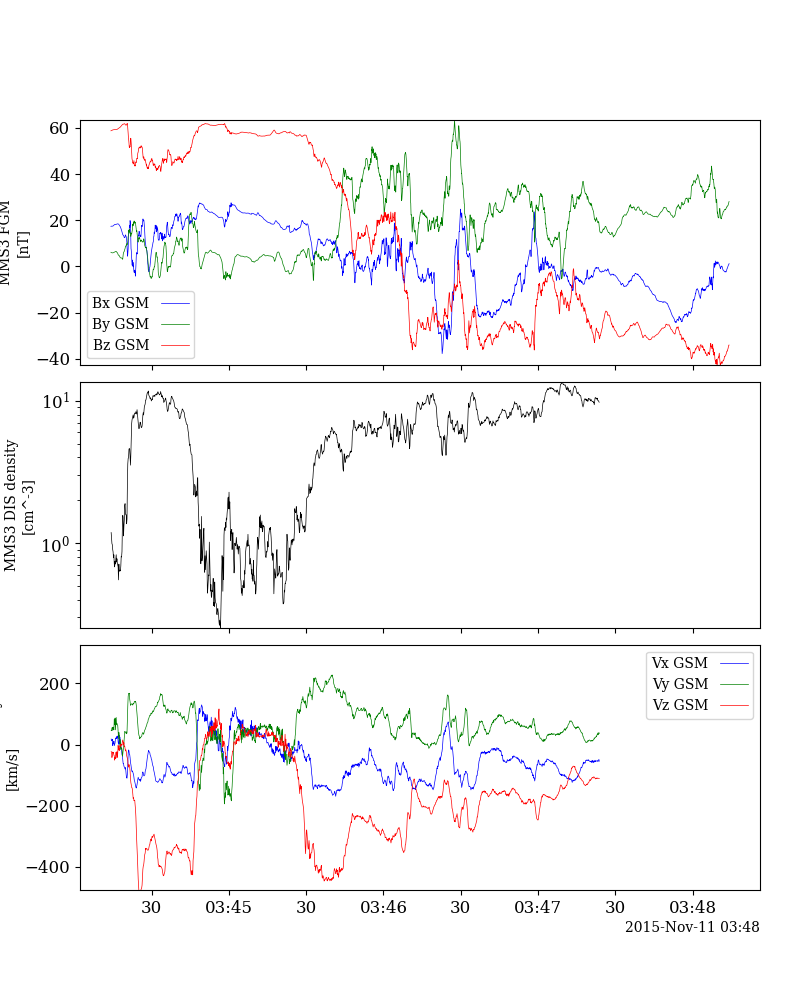 60
40
20
0
−20
−40
MMS3 FGM
[nT]
Bx GSM
By GSM
Bz GSM
10^1
10^0
MMS3 DIS density
[cm^-3]
200
0
−200
−400
[km/s]
Vx GSM
Vy GSM
Vz GSM
30 03:45 30 03:46 30 03:47 30 03:48
2015-Nov-11 03:48